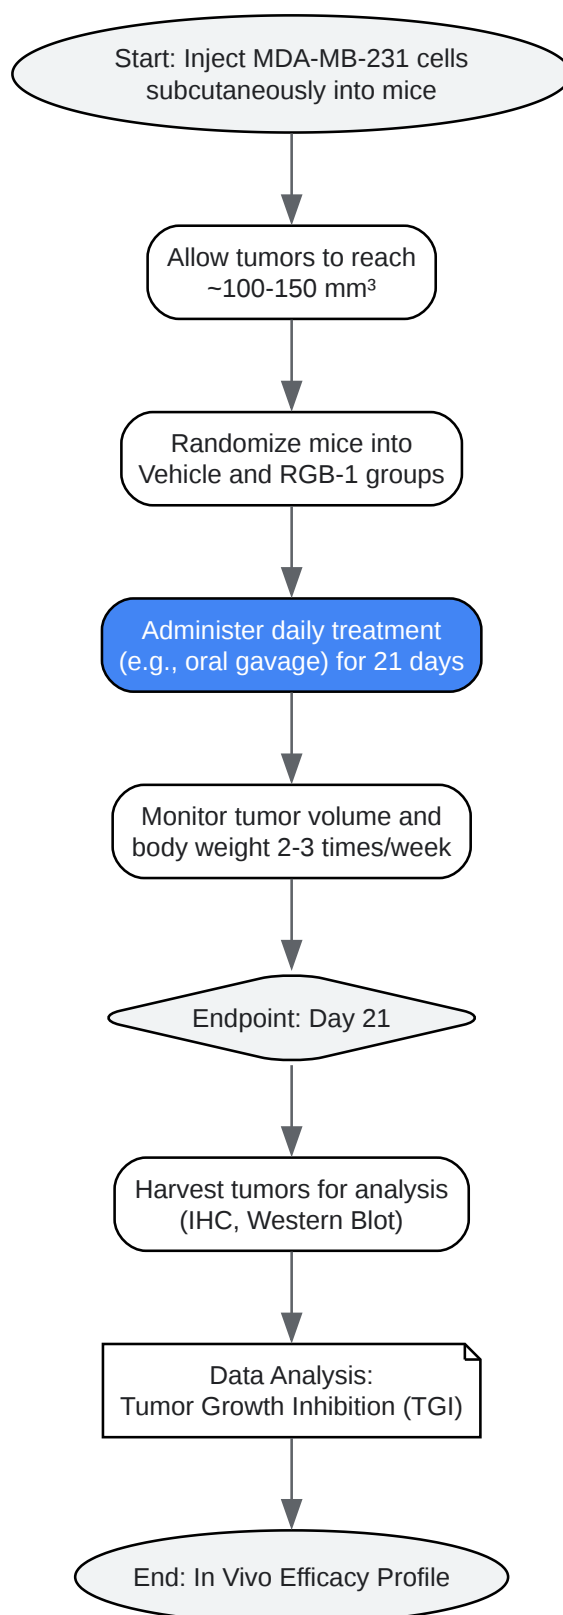 Start: Inject MDA-MB-231 cells
subcutaneously into mice
Allow tumors to reach
~100-150 mm³
Randomize mice into
Vehicle and RGB-1 groups
Administer daily treatment
(e.g., oral gavage) for 21 days
Monitor tumor volume and
body weight 2-3 times/week
Endpoint: Day 21
Harvest tumors for analysis
(IHC, Western Blot)
Data Analysis:
Tumor Growth Inhibition (TGI)
End: In Vivo Efficacy Profile